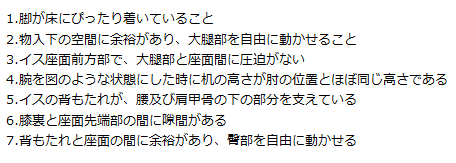 1.脚が床にぴったり着いていること
2.物入下の空間に余裕があり、大腿部を自由に動かせること
3.イス座面前方部で、大腿部と座面間に圧迫がない
4.腕を図のような状態にした時に机の高さが肘の位置とほぼ同じ高さである
5.イスの背もたれが、腰及び肩甲骨の下の部分を支えている
6.膝裏と座面先端部の間に隙間がある
7.背もたれと座面の間に余裕があり、臀部を自由に動かせる